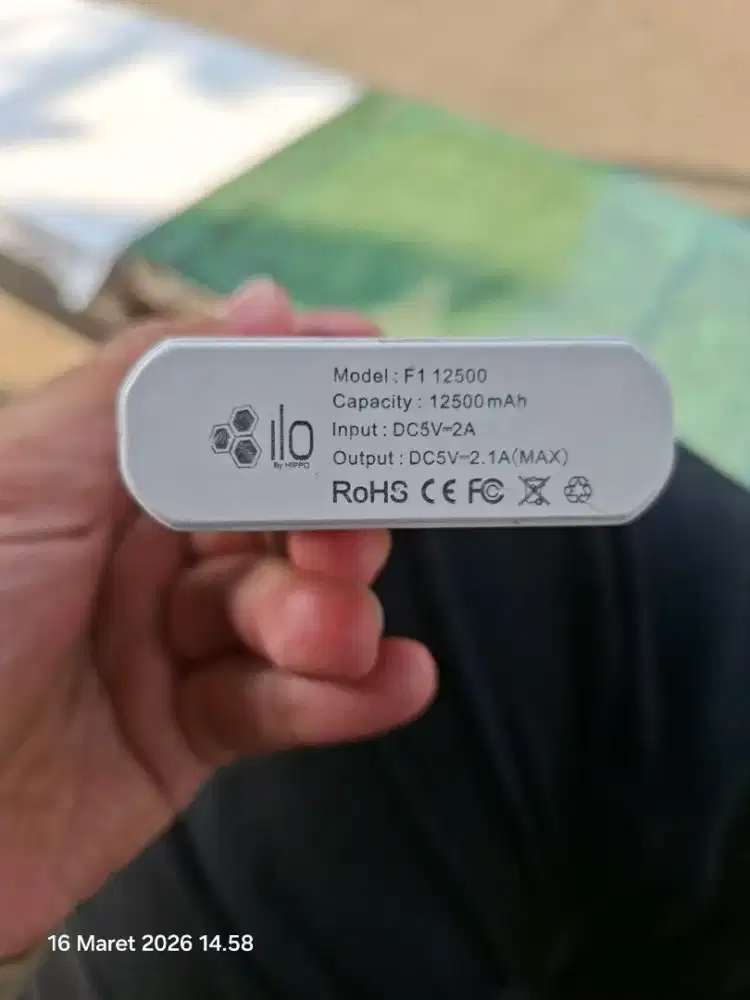 ilo
By HIPPO
Model : F1 12500
Capacity : 12500mAh
Input : DC5V⎓2A
Output : DC5V⎓2.1A(MAX)
RoHS CE FC
16 Maret 2026 14.58